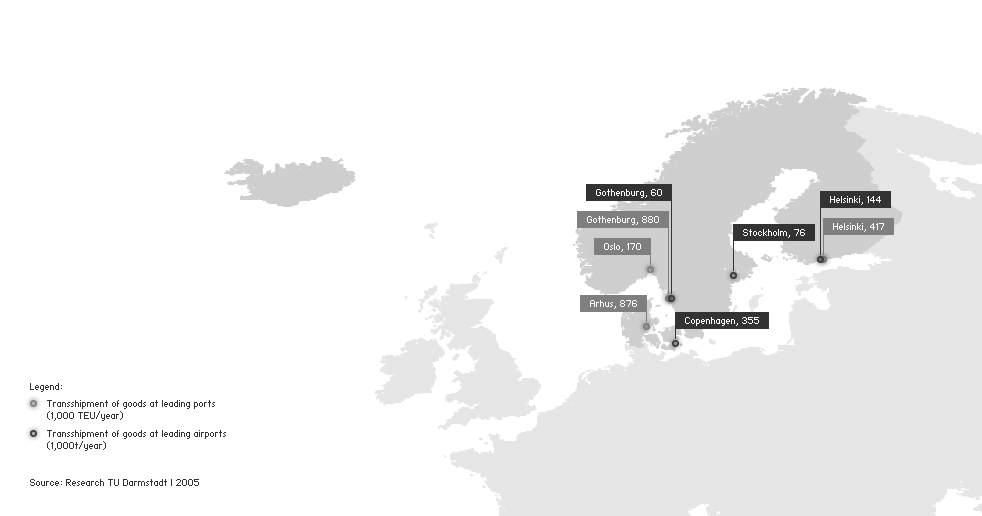 Gothenburg, 60
Helsinki, 144
Gothenburg, 880
Helsinki, 417
Stockholm, 76
Oslo, 170
Arhus, 876
Copenhagen, 355
Legend:
Transshipment of goods at leading ports
(1,000 TEU/year)
Transshipment of goods at leading airports
(1,000t/year)
Source: Research TU Darmstadt | 2005